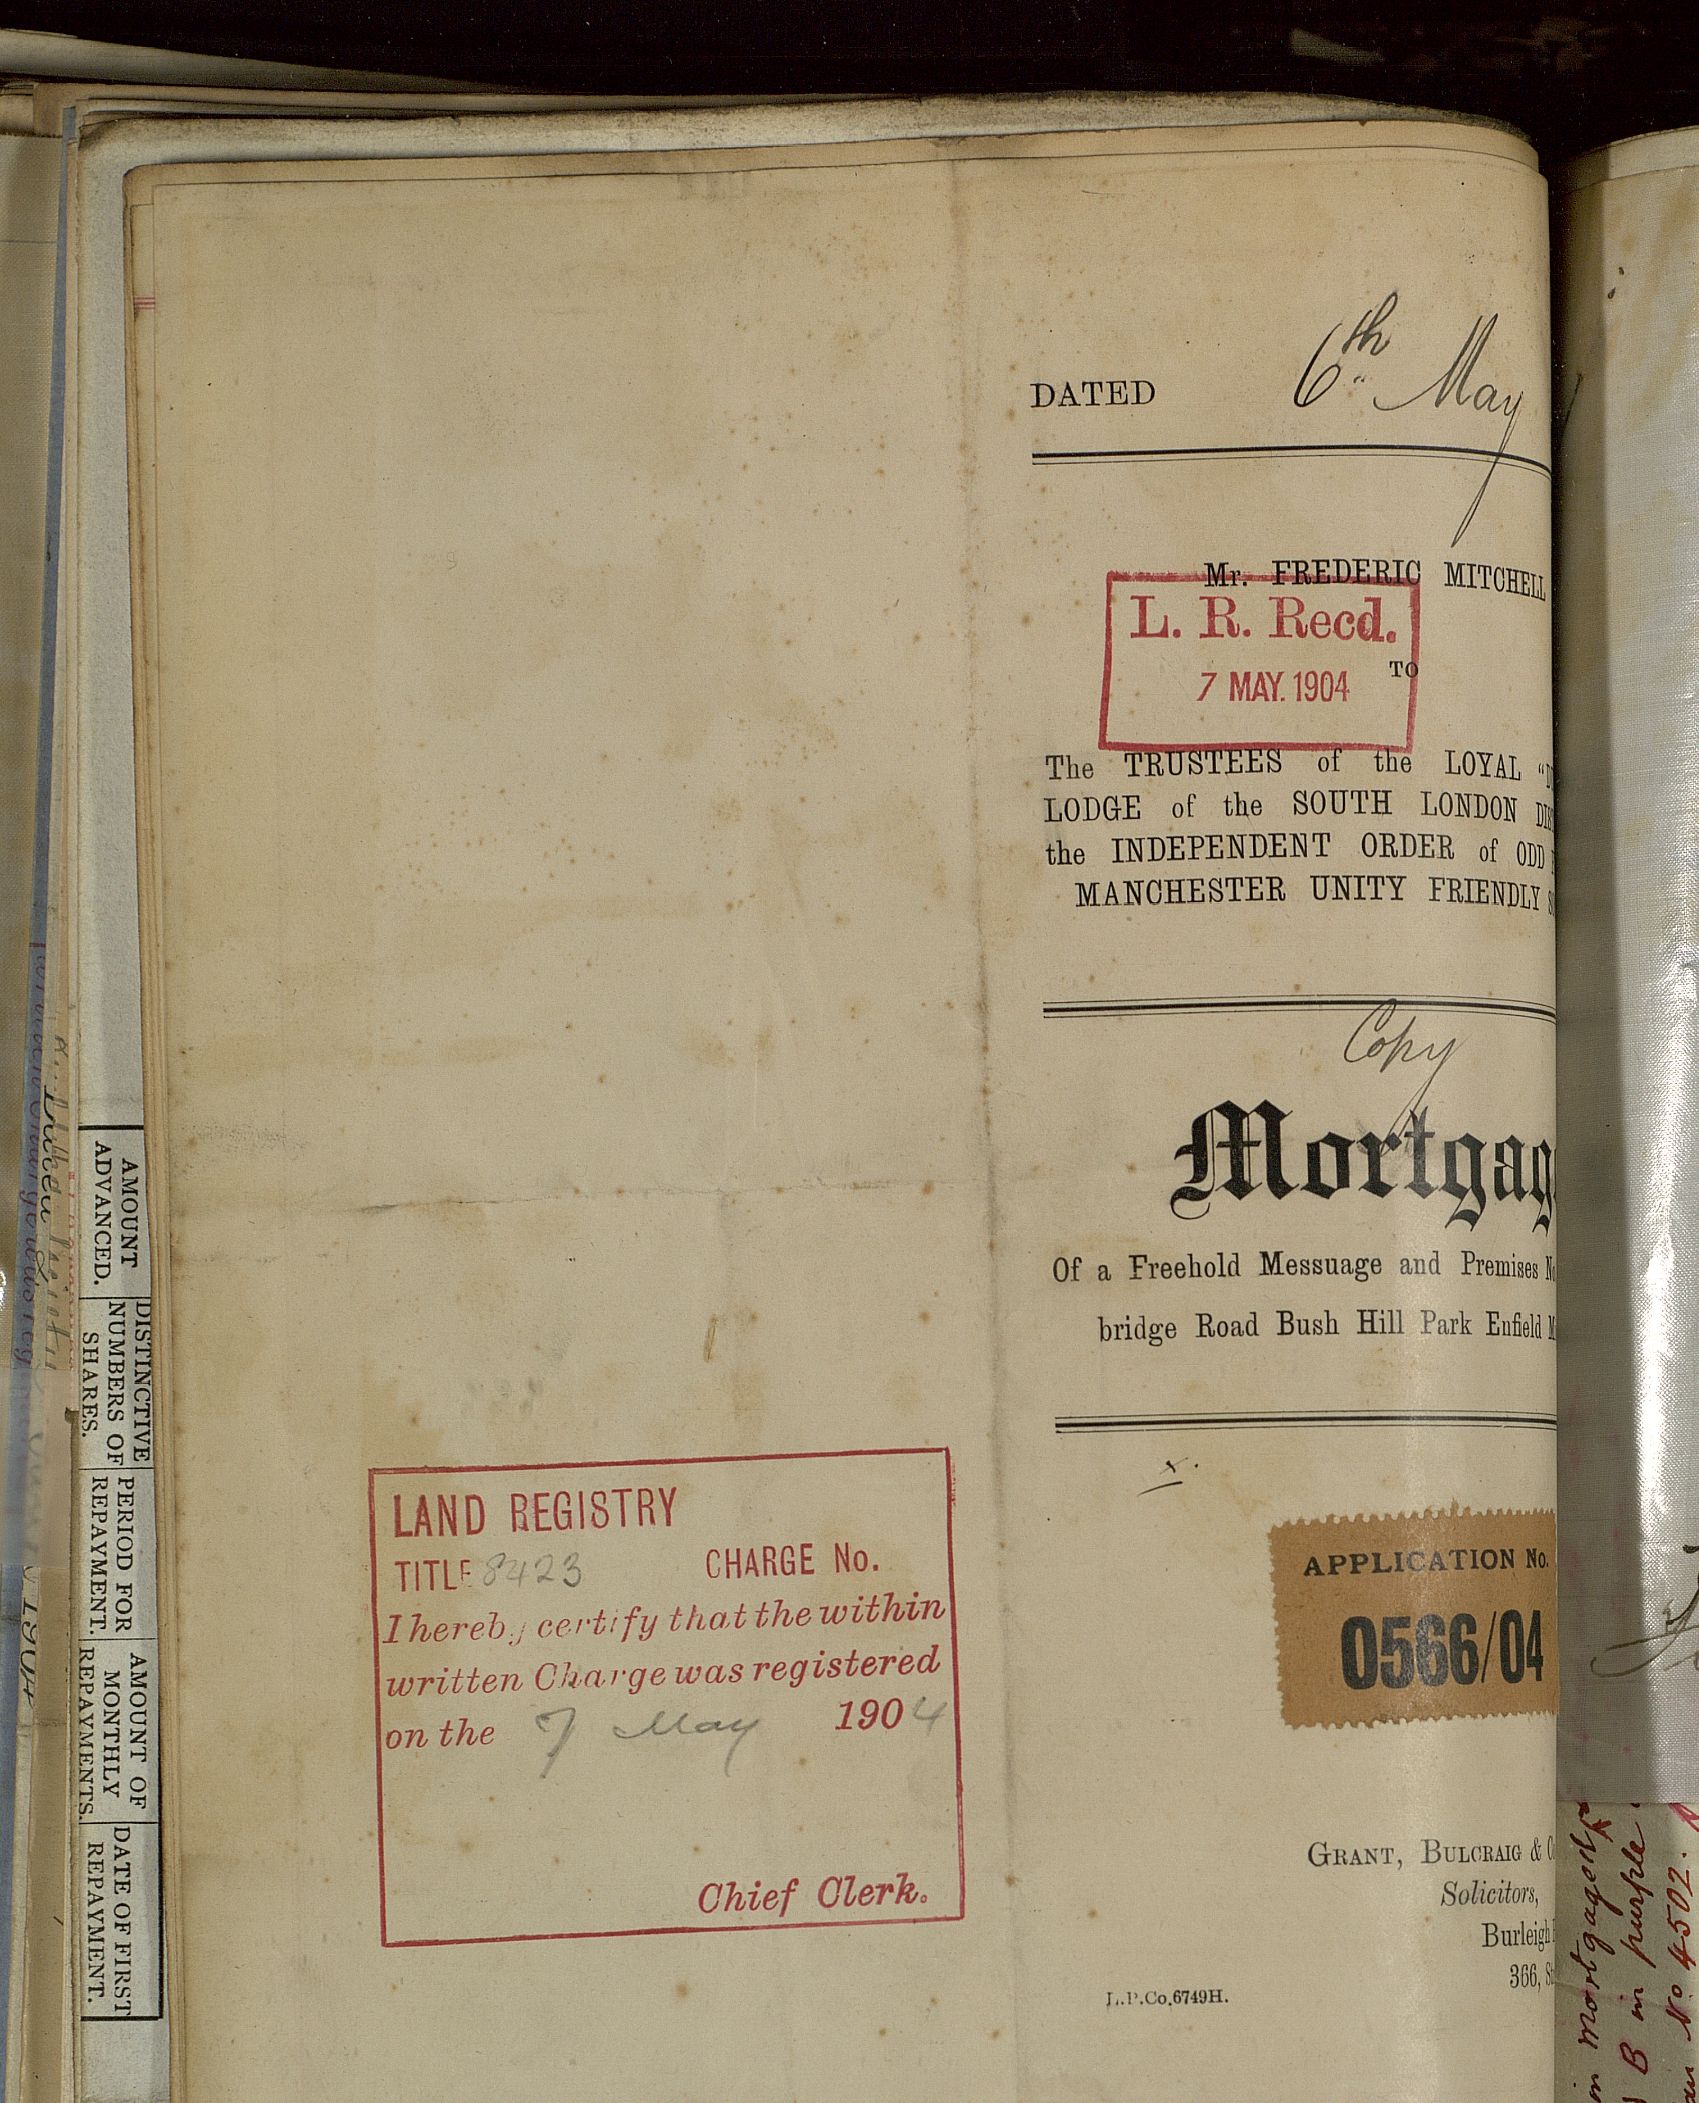 DATED 6th May
Mr. FREDERIC MITCHELL
L. R. Recd.
7 MAY. 1904
TO
The TRUSTEES of the LOYAL
LODGE of the SOUTH LONDON
the INDEPENDENT ORDER of ODD
MANCHESTER UNITY FRIENDLY
Copy
Mortgag
Of a Freehold Messuage and Premises
bridge Road Bush Hill Park Enfield
x.
APPLICATION No.
0566/04
GRANT, BULCRAIG &
Solicitors,
Burleigh
366,
L.P.Co,6749H.
LAND REGISTRY
TITLE 8423 CHARGE No.
I hereby certify that the within
written Charge was registered
on the 7 May 1904
Chief Clerk.
AMOUNT
ADVANCED.
DISTINCTIVE
NUMBERS OF
SHARES.
PERIOD FOR
REPAYMENT.
AMOUNT OF
MONTHLY
REPAYMENTS.
DATE OF FIRST
REPAYMENT.
mortgaged
B in purple
No 4502.